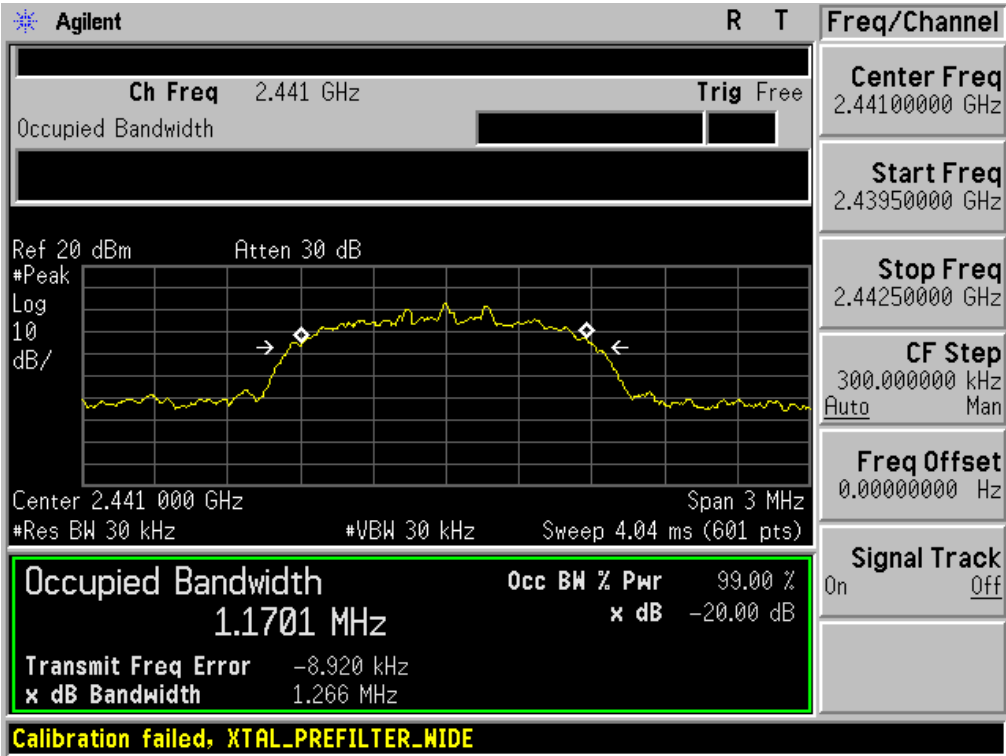 Agilent R T
Ch Freq 2.441 GHz Trig Free
Occupied Bandwidth
Ref 20 dBm Atten 30 dB
#Peak
Log
10
dB/
Center 2.441 000 GHz Span 3 MHz
#Res BW 30 kHz #VBW 30 kHz Sweep 4.04 ms (601 pts)
Occupied Bandwidth
1.1701 MHz
Occ BW % Pwr 99.00 %
x dB -20.00 dB
Transmit Freq Error -8.920 kHz
x dB Bandwidth 1.266 MHz
Calibration failed, XTAL_PREFILTER_WIDE
Freq/Channel
Center Freq
2.44100000 GHz
Start Freq
2.43950000 GHz
Stop Freq
2.44250000 GHz
CF Step
300.000000 kHz
Auto Man
Freq Offset
0.00000000 Hz
Signal Track
On Off